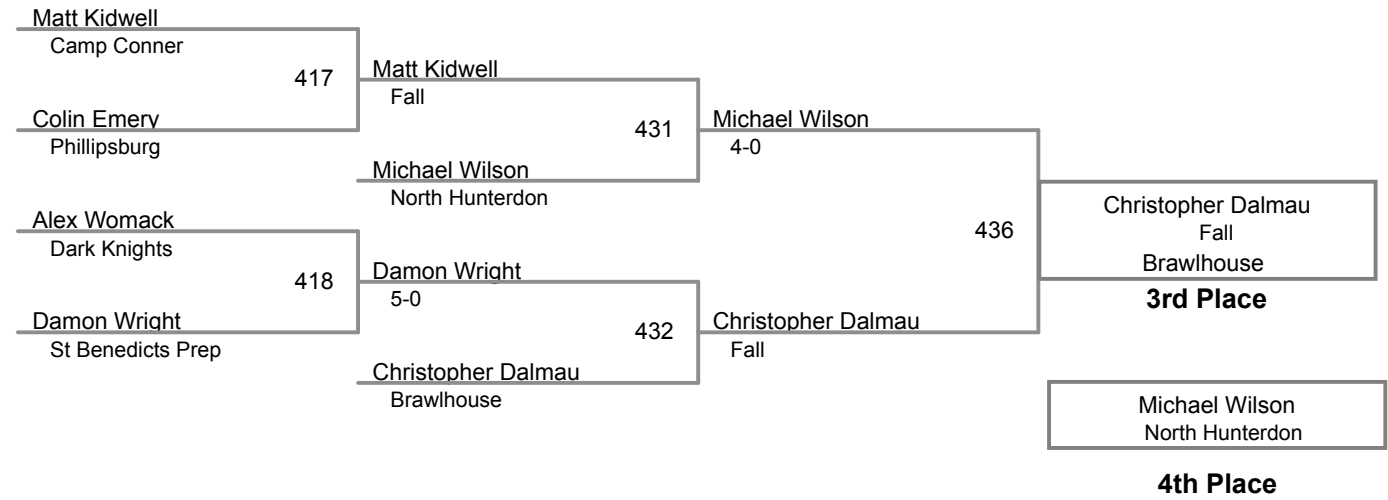 Matt Kidwell
Camp Conner
417
Colin Emery
Phillipsburg
Alex Womack
Dark Knights
418
Damon Wright
St Benedicts Prep
Matt Kidwell
Fall
431
Michael Wilson
North Hunterdon
Damon Wright
5-0
432
Christopher Dalmau
Brawlhouse
Michael Wilson
4-0
436
Christopher Dalmau
Fall
Christopher Dalmau
Fall
Brawlhouse
3rd Place
Michael Wilson
North Hunterdon
4th Place